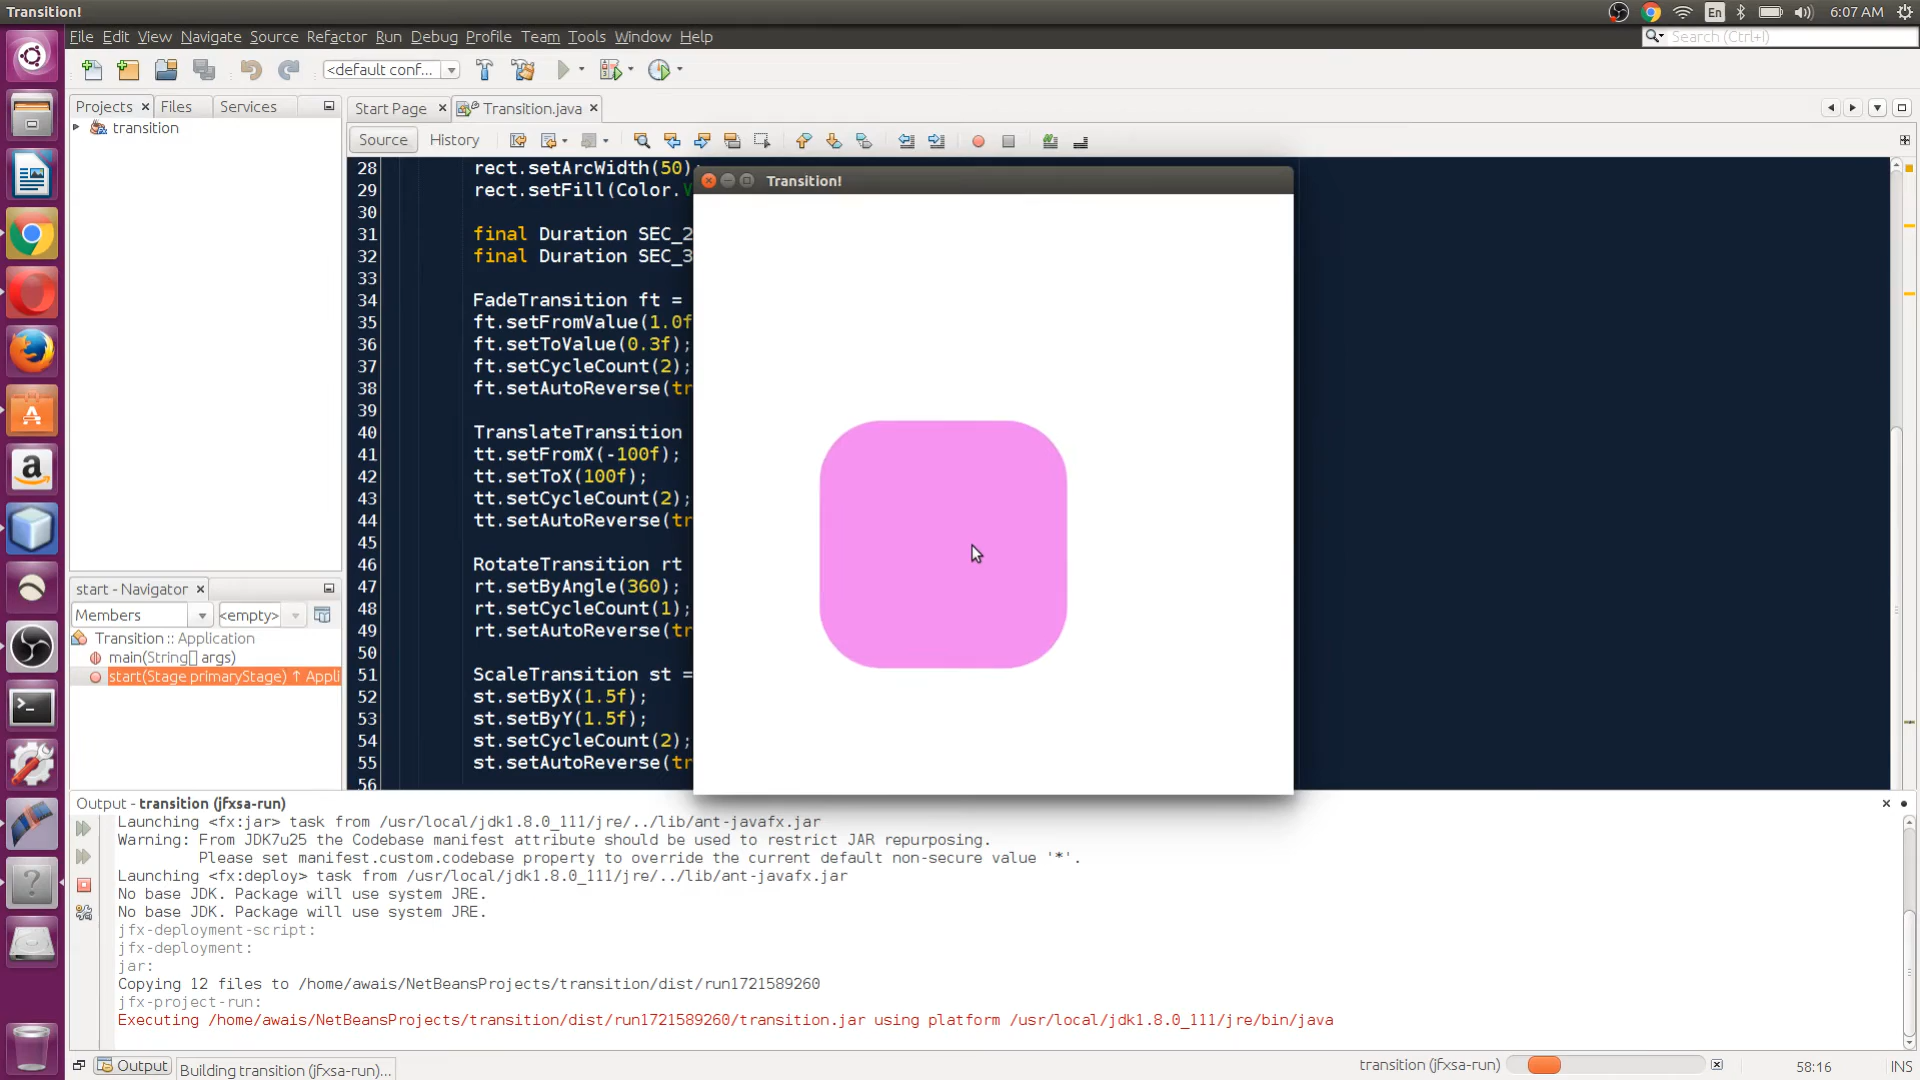 Transition!
En
6:07 AM
File Edit View Navigate Source Refactor Run Debug Profile Team Tools Window Help
Search (Ctrl+I)
<default conf...
Projects
Files
Services
Start Page
Transition.java
transition
Source
History
28 rect.setArcWidth(50)
29 rect.setFill(Color.
30
31 final Duration SEC_2
32 final Duration SEC_3
33
34 FadeTransition ft =
35 ft.setFromValue(1.0f
36 ft.setToValue(0.3f);
37 ft.setCycleCount(2);
38 ft.setAutoReverse(tr
39
40 TranslateTransition
41 tt.setFromX(-100f);
42 tt.setToX(100f);
43 tt.setCycleCount(2);
44 tt.setAutoReverse(tr
45
46 RotateTransition rt
47 rt.setByAngle(360);
48 rt.setCycleCount(1);
49 rt.setAutoReverse(tr
50
51 ScaleTransition st =
52 st.setByX(1.5f);
53 st.setByY(1.5f);
54 st.setCycleCount(2);
55 st.setAutoReverse(tr
56
Transition!
start - Navigator
Members
<empty>
Transition :: Application
main(String[] args)
start(Stage primaryStage) ↑ Appli
Output - transition (jfxsa-run)
Launching <fx:jar> task from /usr/local/jdk1.8.0_111/jre/../lib/ant-javafx.jar
Warning: From JDK7u25 the Codebase manifest attribute should be used to restrict JAR repurposing.
Please set manifest.custom.codebase property to override the current default non-secure value '*'.
Launching <fx:deploy> task from /usr/local/jdk1.8.0_111/jre/../lib/ant-javafx.jar
No base JDK. Package will use system JRE.
No base JDK. Package will use system JRE.
jfx-deployment-script:
jfx-deployment:
jar:
Copying 12 files to /home/awais/NetBeansProjects/transition/dist/run1721589260
jfx-project-run:
Executing /home/awais/NetBeansProjects/transition/dist/run1721589260/transition.jar using platform /usr/local/jdk1.8.0_111/jre/bin/java
Output
Building transition (jfxsa-run)...
transition (jfxsa-run)
58:16
INS